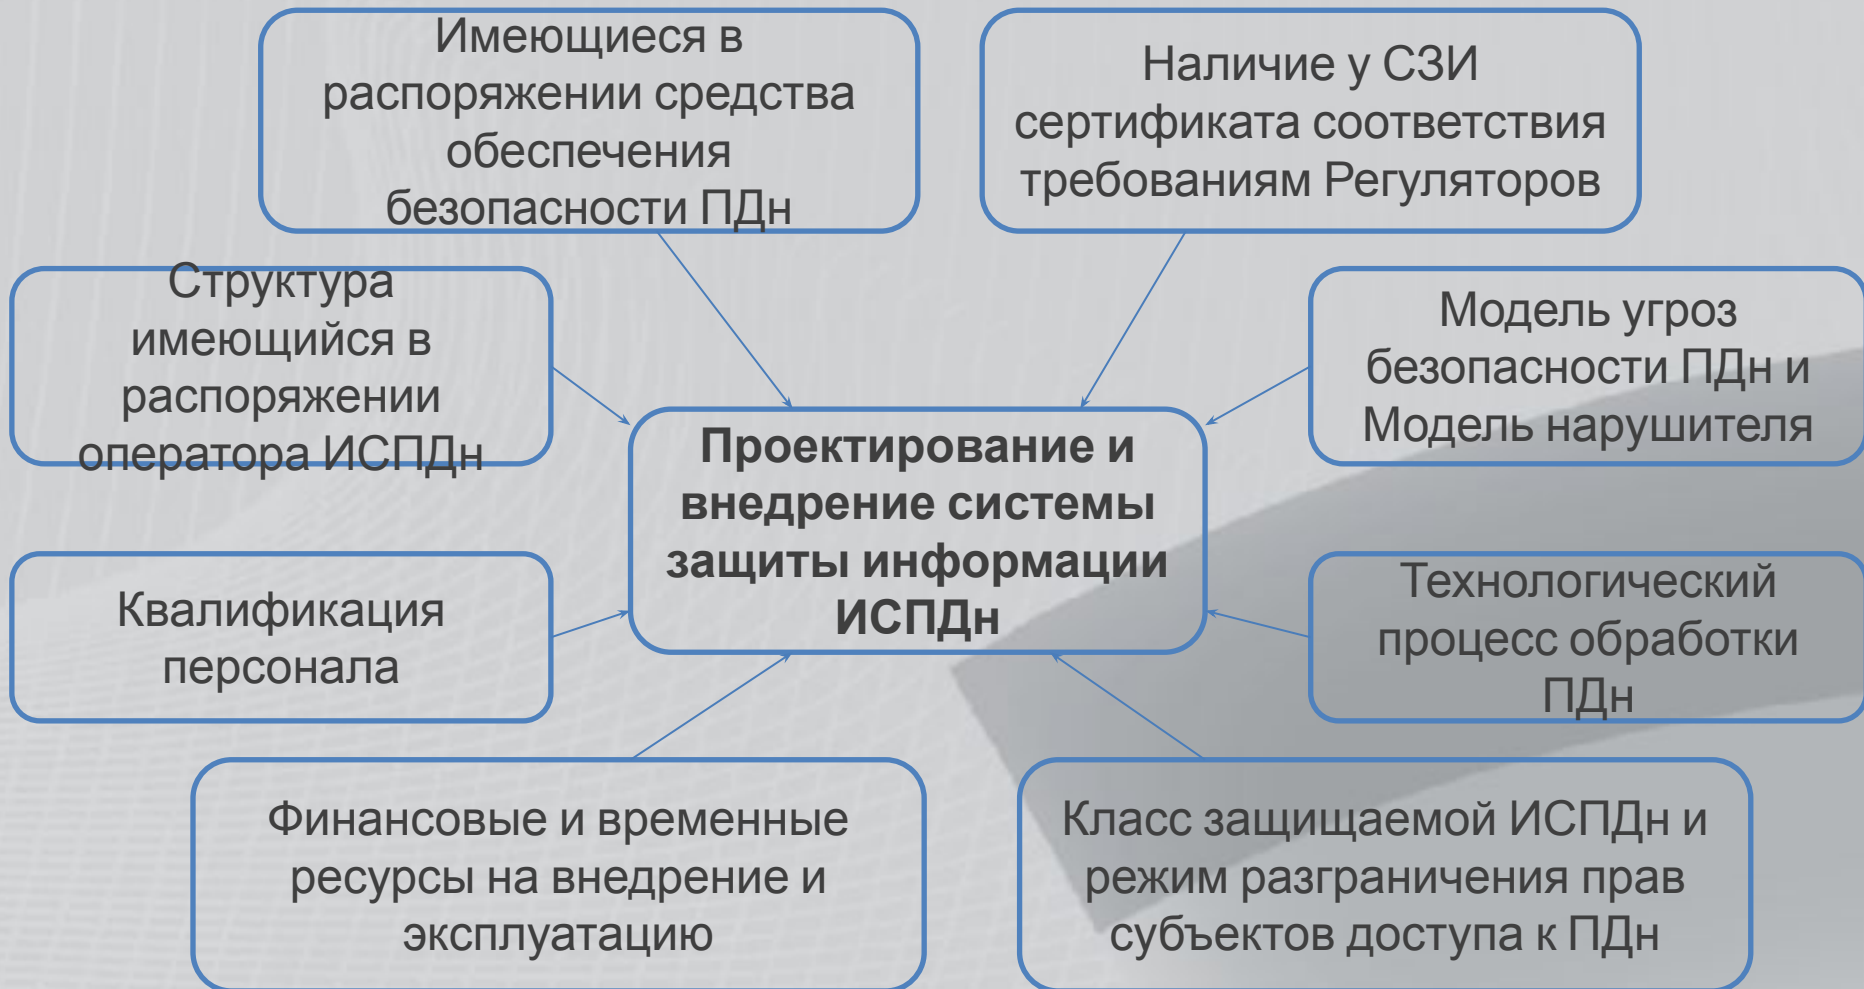 Имеющиеся в
распоряжении средства
обеспечения
безопасности ПДн
Наличие у СЗИ
сертификата соответствия
требованиям Регуляторов
Структура
имеющийся в
распоряжении
оператора ИСПДн
Модель угроз
безопасности ПДн и
Модель нарушителя
Проектирование и
внедрение системы
защиты информации
ИСПДн
Квалификация
персонала
Технологический
процесс обработки
ПДн
Финансовые и временные
ресурсы на внедрение и
эксплуатацию
Класс защищаемой ИСПДн и
режим разграничения прав
субъектов доступа к ПДн